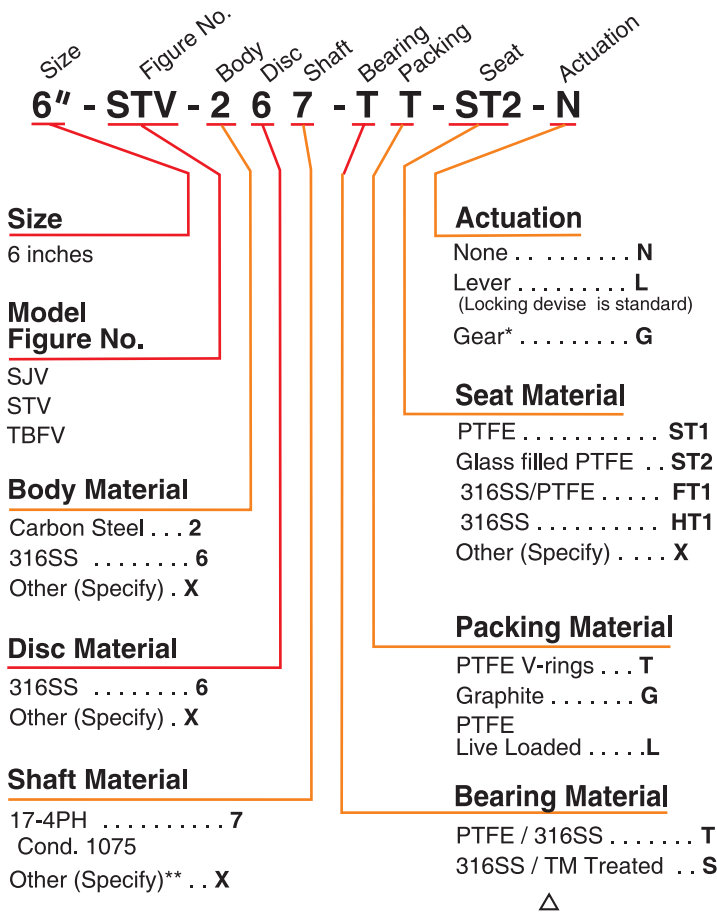 Size Figure No. Body Disc Shaft Bearing Packing Seat Actuation
6" - STV - 2 6 7 - T T - ST2 - N
Size
6 inches
Model
Figure No.
SJV
STV
TBFV
Body Material
Carbon Steel . . . 2
316SS ........ 6
Other (Specify) . X
Disc Material
316SS ........ 6
Other (Specify) . X
Shaft Material
17-4PH .......... 7
Cond. 1075
Other (Specify)** . . X
Actuation
None . . ........ N
Lever ......... L
(Locking devise is standard)
Gear* ......... G
Seat Material
PTFE ........... ST1
Glass filled PTFE . . ST2
316SS/PTFE ..... FT1
316SS .......... HT1
Other (Specify) .... X
Packing Material
PTFE V-rings ... T
Graphite ....... G
PTFE
Live Loaded .....L
Bearing Material
PTFE / 316SS ....... T
316SS / TM Treated . . S
△